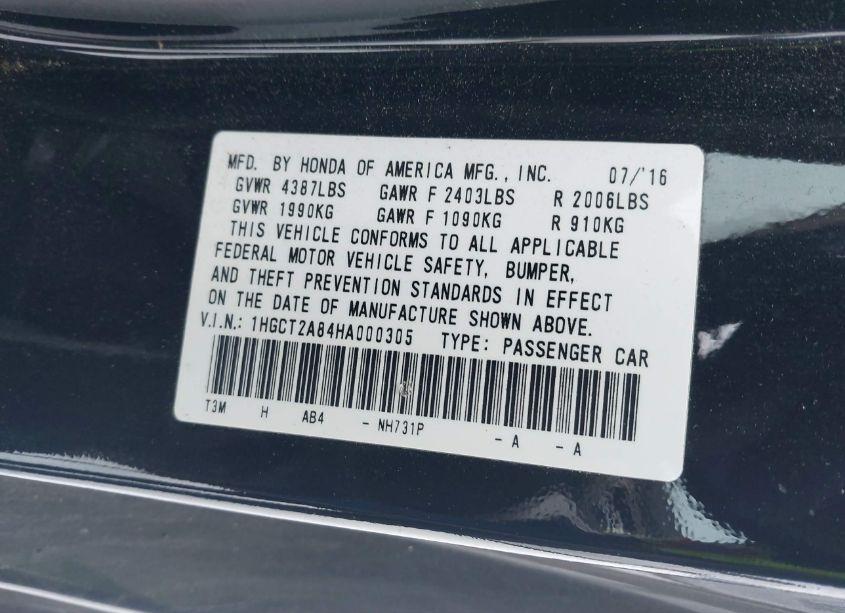 MFD. BY HONDA OF AMERICA MFG., INC. 07/'16
GVWR 4387LBS GAWR F 2403LBS R 2006LBS
GVWR 1990KG GAWR F 1090KG R 910KG
THIS VEHICLE CONFORMS TO ALL APPLICABLE
FEDERAL MOTOR VEHICLE SAFETY, BUMPER,
AND THEFT PREVENTION STANDARDS IN EFFECT
ON THE DATE OF MANUFACTURE SHOWN ABOVE.
V.I.N.: 1HGCT2A84HA000305 TYPE: PASSENGER CAR
T3M H AB4 - NH731P - A - A